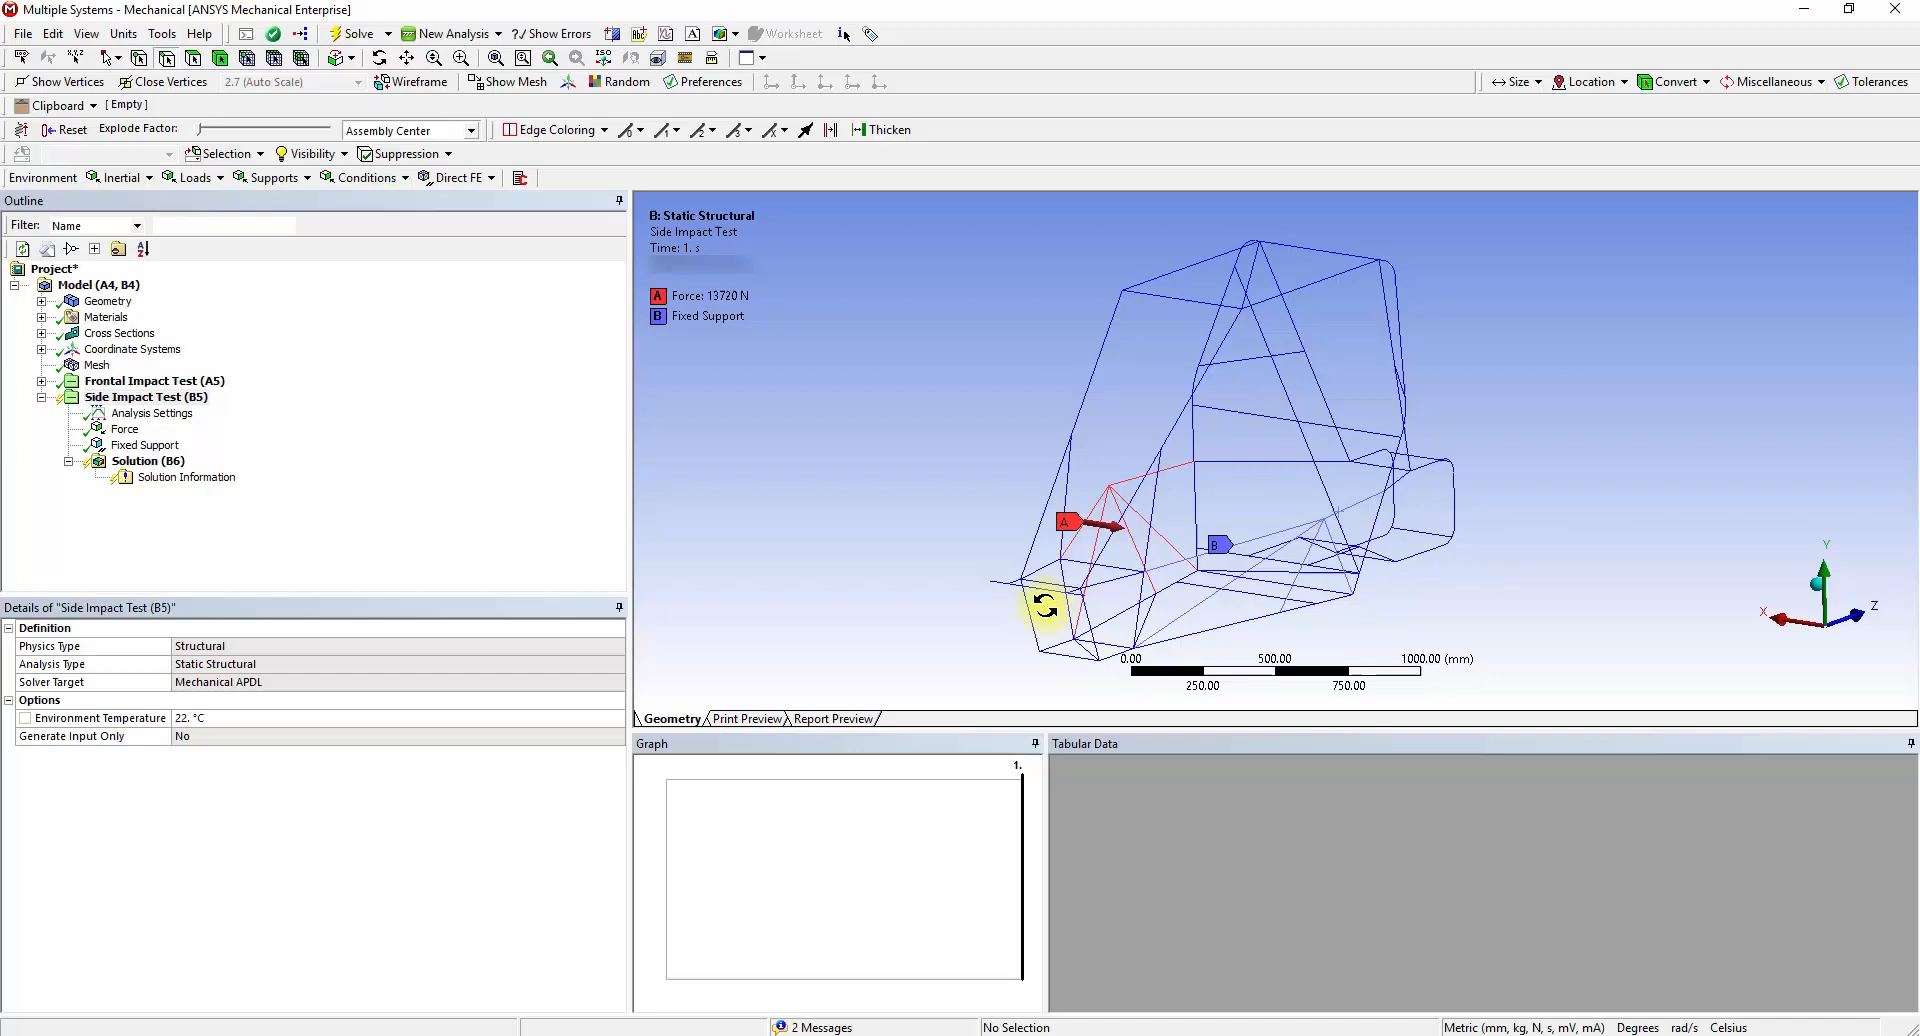 Multiple Systems - Mechanical [ANSYS Mechanical Enterprise]
File Edit View Units Tools Help Solve New Analysis ?/ Show Errors Worksheet
Show Vertices Close Vertices 2.7 (Auto Scale) Wireframe Show Mesh Random Preferences Size Location Convert Miscellaneous Tolerances
Clipboard [ Empty ]
Reset Explode Factor: Assembly Center Edge Coloring Thicken
Selection Visibility Suppression
Environment Inertial Loads Supports Conditions Direct FE
Outline
Filter: Name
Project*
Model (A4, B4)
Geometry
Materials
Cross Sections
Coordinate Systems
Mesh
Frontal Impact Test (A5)
Side Impact Test (B5)
Analysis Settings
Force
Fixed Support
Solution (B6)
Solution Information
Details of "Side Impact Test (B5)"
Definition
Physics Type Structural
Analysis Type Static Structural
Solver Target Mechanical APDL
Options
Environment Temperature 22. °C
Generate Input Only No
B: Static Structural
Side Impact Test
Time: 1. s
A Force: 13720 N
B Fixed Support
A
B
Y
X
Z
0.00 500.00 1000.00 (mm)
250.00 750.00
Geometry Print Preview Report Preview
Graph
1.
Tabular Data
2 Messages No Selection Metric (mm, kg, N, s, mV, mA) Degrees rad/s Celsius